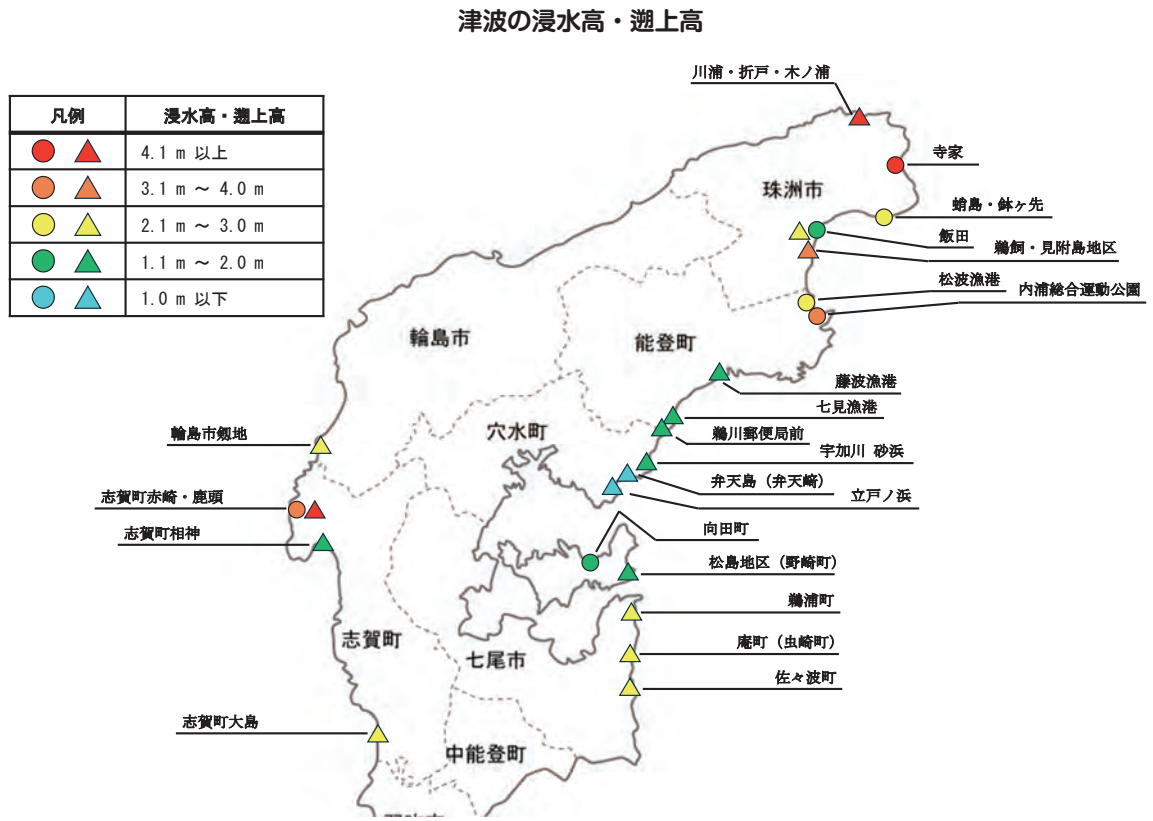 津波の浸水高・遡上高
凡例 浸水高・遡上高
4.1 m 以上
3.1 m ～ 4.0 m
2.1 m ～ 3.0 m
1.1 m ～ 2.0 m
1.0 m 以下
川浦・折戸・木ノ浦
寺家
珠洲市
蛸島・鉢ヶ先
飯田
鵜飼・見附島地区
松波漁港
内浦総合運動公園
輪島市
能登町
藤波漁港
七見漁港
穴水町
鵜川郵便局前
輪島市剱地
宇加川 砂浜
弁天島（弁天崎）
志賀町赤崎・鹿頭
立戸ノ浜
志賀町相神
向田町
松島地区（野崎町）
鵜浦町
志賀町
庵町（虫崎町）
七尾市
佐々波町
志賀町大島
中能登町